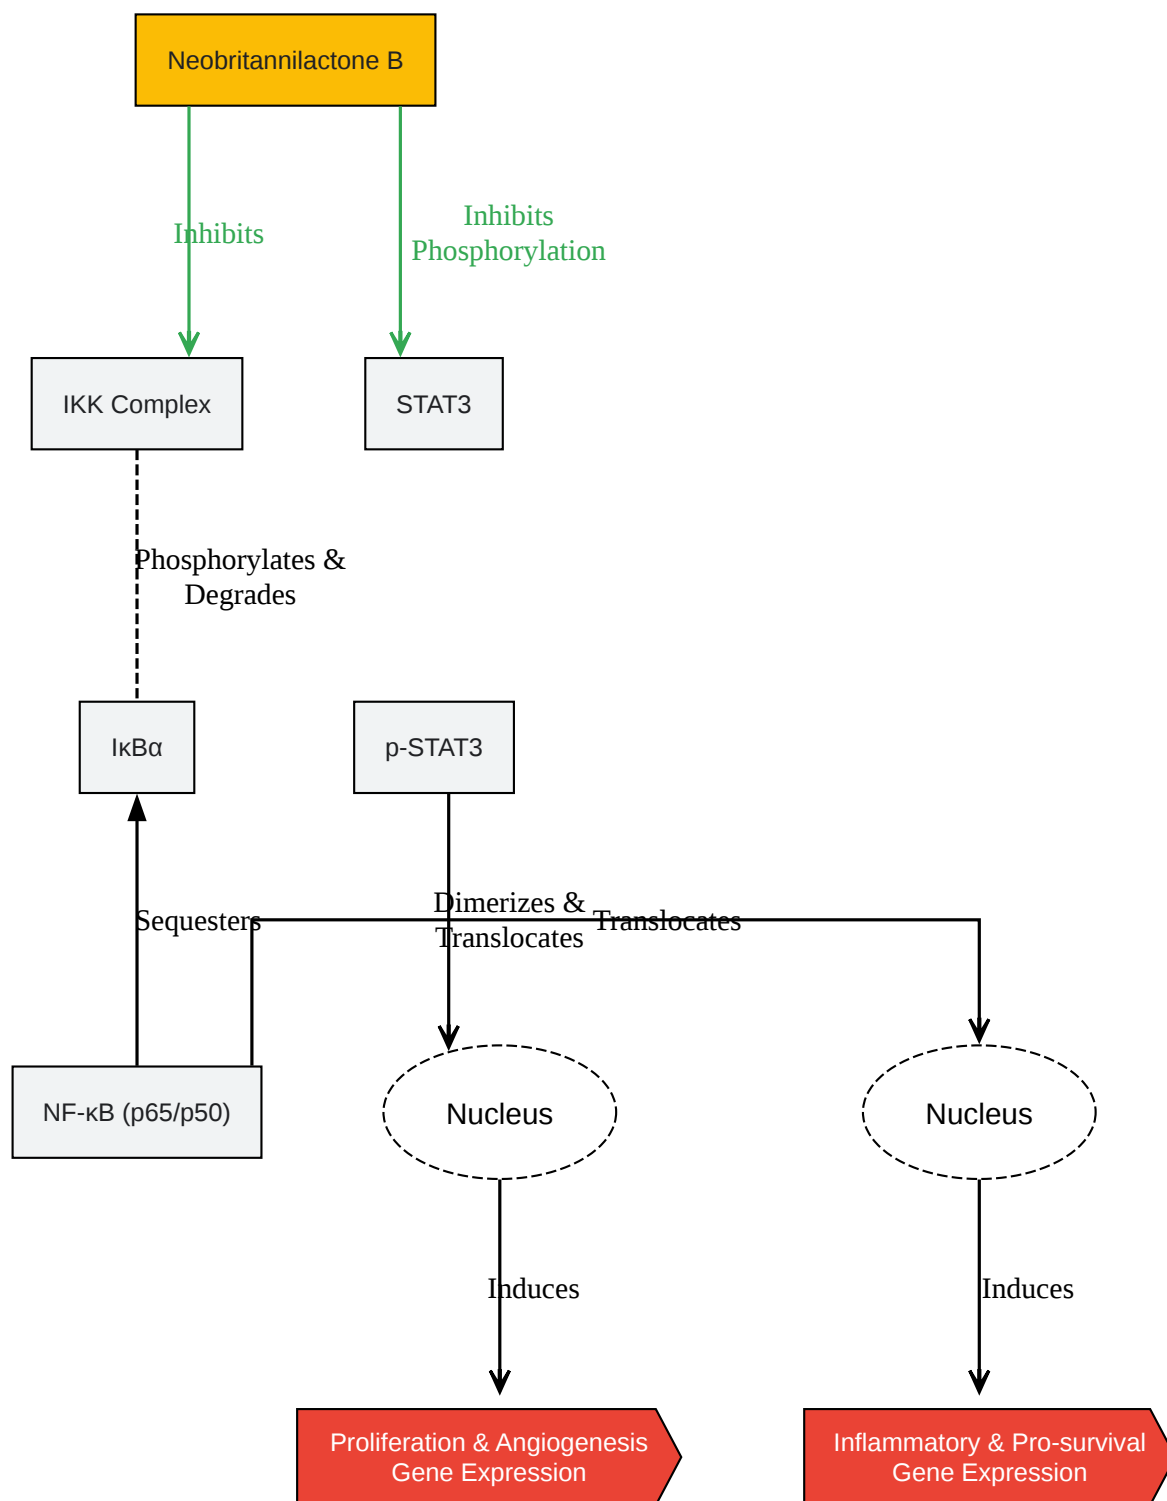 Neobritannilactone B
Inhibits
Inhibits
Phosphorylation
IKK Complex
STAT3
Phosphorylates &
Degrades
IκBα
p-STAT3
Sequesters
Dimerizes &
Translocates
Translocates
NF-κB (p65/p50)
Nucleus
Nucleus
Induces
Induces
Proliferation & Angiogenesis
Gene Expression
Inflammatory & Pro-survival
Gene Expression